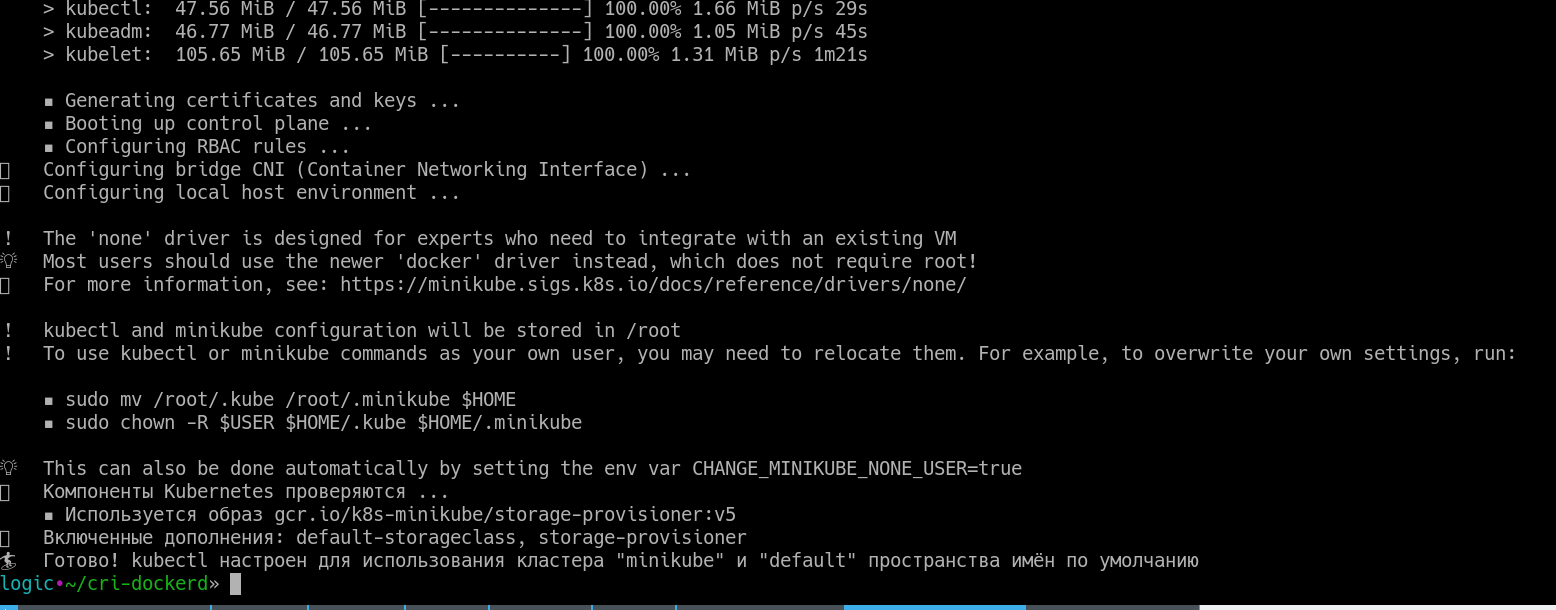 > kubectl:  47.56 MiB / 47.56 MiB [--------------] 100.00% 1.66 MiB p/s 29s
> kubeadm:  46.77 MiB / 46.77 MiB [--------------] 100.00% 1.05 MiB p/s 45s
> kubelet:  105.65 MiB / 105.65 MiB [----------] 100.00% 1.31 MiB p/s 1m21s
▪ Generating certificates and keys ...
▪ Booting up control plane ...
▪ Configuring RBAC rules ...
Configuring bridge CNI (Container Networking Interface) ...
Configuring local host environment ...
! The 'none' driver is designed for experts who need to integrate with an existing VM
Most users should use the newer 'docker' driver instead, which does not require root!
For more information, see: https://minikube.sigs.k8s.io/docs/reference/drivers/none/
! kubectl and minikube configuration will be stored in /root
! To use kubectl or minikube commands as your own user, you may need to relocate them. For example, to overwrite your own settings, run:
▪ sudo mv /root/.kube /root/.minikube $HOME
▪ sudo chown -R $USER $HOME/.kube $HOME/.minikube
This can also be done automatically by setting the env var CHANGE_MINIKUBE_NONE_USER=true
Компоненты Kubernetes проверяются ...
▪ Используется образ gcr.io/k8s-minikube/storage-provisioner:v5
Включенные дополнения: default-storageclass, storage-provisioner
Готово! kubectl настроен для использования кластера "minikube" и "default" пространства имён по умолчанию
logic•~/cri-dockerd»